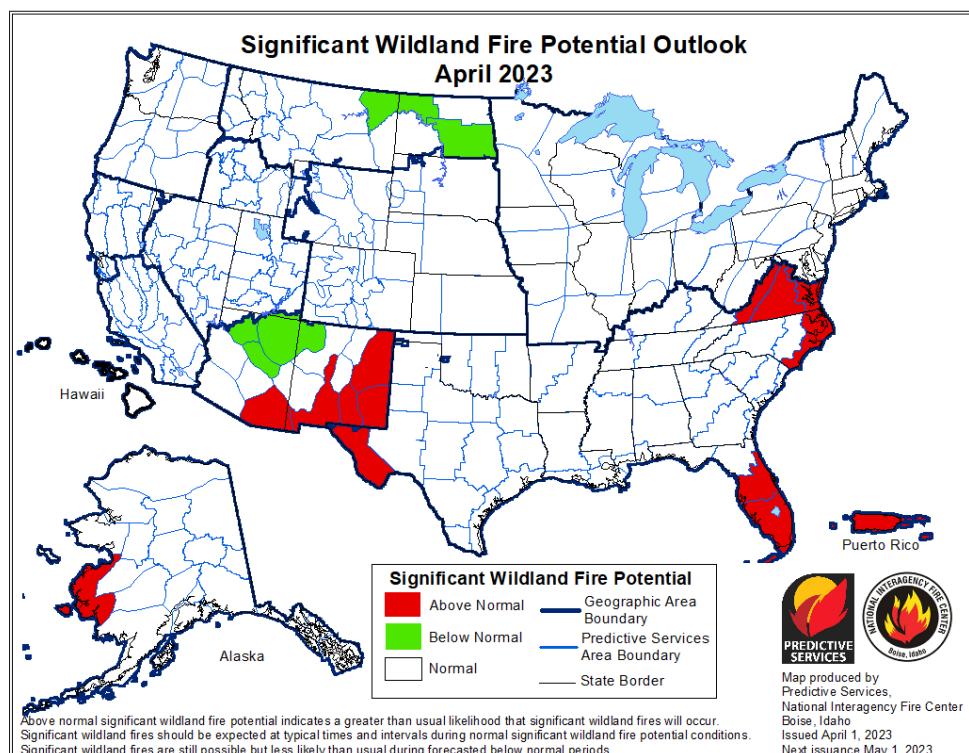 Significant Wildland Fire Potential Outlook
April 2023
Hawaii
Puerto Rico
Alaska
Significant Wildland Fire Potential
Above Normal
Below Normal
Normal
Geographic Area
Boundary
Predictive Services
Area Boundary
State Border
PREDICTIVE
SERVICES
NATIONAL INTERAGENCY FIRE CENTER
Boise, Idaho
Map produced by
Predictive Services,
National Interagency Fire Center
Boise, Idaho
Issued April 1, 2023
Next issuance May 1, 2023
Above normal significant wildland fire potential indicates a greater than usual likelihood that significant wildland fires will occur.
Significant wildland fires should be expected at typical times and intervals during normal significant wildland fire potential conditions.
Significant wildland fires are still possible but less likely than usual during forecasted below normal periods.